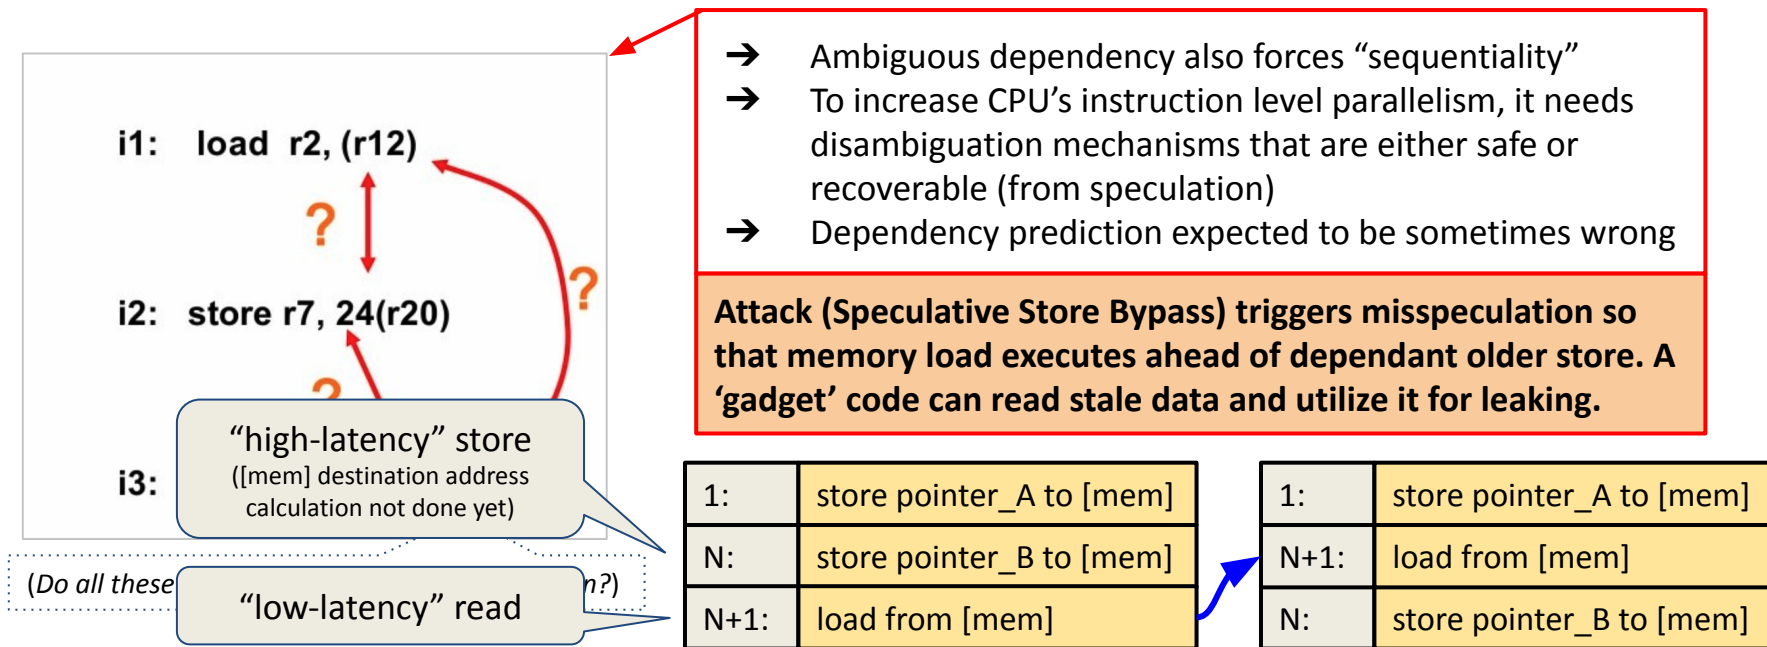 i1: load r2, (r12)
?
?
i2: store r7, 24(r20)
?
i3:
“high-latency” store
([mem] destination address
calculation not done yet)
(Do all these
n?)
“low-latency” read
➔ Ambiguous dependency also forces “sequentiality”
➔ To increase CPU’s instruction level parallelism, it needs
disambiguation mechanisms that are either safe or
recoverable (from speculation)
➔ Dependency prediction expected to be sometimes wrong
Attack (Speculative Store Bypass) triggers misspeculation so
that memory load executes ahead of dependant older store. A
‘gadget’ code can read stale data and utilize it for leaking.
1: store pointer_A to [mem]
N: store pointer_B to [mem]
N+1: load from [mem]
1: store pointer_A to [mem]
N+1: load from [mem]
N: store pointer_B to [mem]